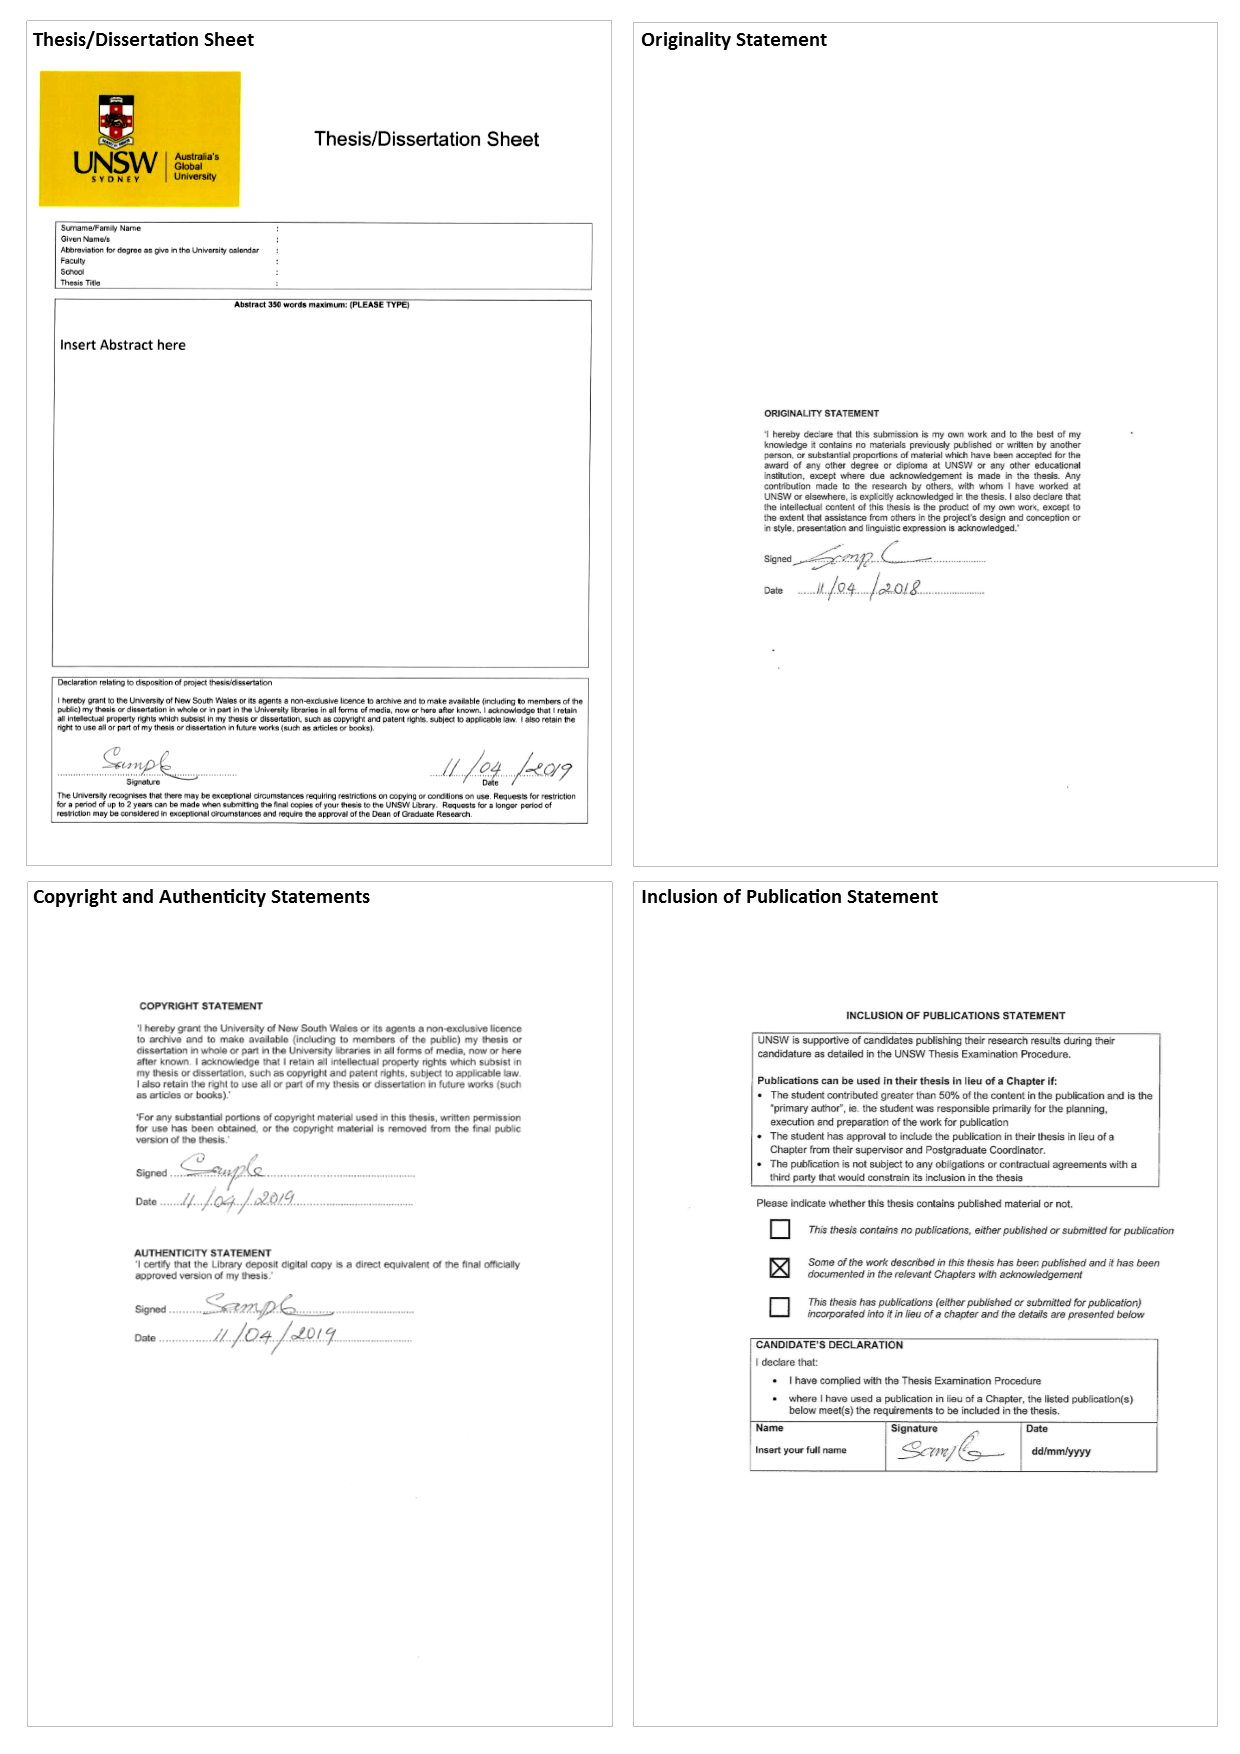 Thesis/Dissertation Sheet
UNSW
SYDNEY
Australia's
Global
University
Thesis/Dissertation Sheet
Surname/Family Name :
Given Name/s :
Abbreviation for degree as give in the University calendar :
Faculty :
School :
Thesis Title :
Abstract 350 words maximum: (PLEASE TYPE)
Insert Abstract here
Declaration relating to disposition of project thesis/dissertation
I hereby grant to the University of New South Wales or its agents a non-exclusive licence to archive and to make available (including to members of the
public) my thesis or dissertation in whole or in part in the University libraries in all forms of media, now or here after known. I acknowledge that I retain
all intellectual property rights which subsist in my thesis or dissertation, such as copyright and patent rights, subject to applicable law. I also retain the
right to use all or part of my thesis or dissertation in future works (such as articles or books).
Sample 11/04/2019
Signature Date
The University recognises that there may be exceptional circumstances requiring restrictions on copying or conditions on use. Requests for restriction
for a period of up to 2 years can be made when submitting the final copies of your thesis to the UNSW Library. Requests for a longer period of
restriction may be considered in exceptional circumstances and require the approval of the Dean of Graduate Research.
Originality Statement
ORIGINALITY STATEMENT
'I hereby declare that this submission is my own work and to the best of my
knowledge it contains no materials previously published or written by another
person, or substantial proportions of material which have been accepted for the
award of any other degree or diploma at UNSW or any other educational
institution, except where due acknowledgement is made in the thesis. Any
contribution made to the research by others, with whom I have worked at
UNSW or elsewhere, is explicitly acknowledged in the thesis. I also declare that
the intellectual content of this thesis is the product of my own work, except to
the extent that assistance from others in the project's design and conception or
in style, presentation and linguistic expression is acknowledged.'
Signed Sample
Date 11/04/2018
Copyright and Authenticity Statements
COPYRIGHT STATEMENT
'I hereby grant the University of New South Wales or its agents a non-exclusive licence
to archive and to make available (including to members of the public) my thesis or
dissertation in whole or part in the University libraries in all forms of media, now or here
after known. I acknowledge that I retain all intellectual property rights which subsist in
my thesis or dissertation, such as copyright and patent rights, subject to applicable law.
I also retain the right to use all or part of my thesis or dissertation in future works (such
as articles or books).'
'For any substantial portions of copyright material used in this thesis, written permission
for use has been obtained, or the copyright material is removed from the final public
version of the thesis.'
Signed Sample
Date 11/04/2019
AUTHENTICITY STATEMENT
'I certify that the Library deposit digital copy is a direct equivalent of the final officially
approved version of my thesis.'
Signed Sample
Date 11/04/2019
Inclusion of Publication Statement
INCLUSION OF PUBLICATIONS STATEMENT
UNSW is supportive of candidates publishing their research results during their
candidature as detailed in the UNSW Thesis Examination Procedure.
Publications can be used in their thesis in lieu of a Chapter if:
• The student contributed greater than 50% of the content in the publication and is the
"primary author", ie. the student was responsible primarily for the planning,
execution and preparation of the work for publication
• The student has approval to include the publication in their thesis in lieu of a
Chapter from their supervisor and Postgraduate Coordinator.
• The publication is not subject to any obligations or contractual agreements with a
third party that would constrain its inclusion in the thesis
Please indicate whether this thesis contains published material or not.
This thesis contains no publications, either published or submitted for publication
Some of the work described in this thesis has been published and it has been
documented in the relevant Chapters with acknowledgement
This thesis has publications (either published or submitted for publication)
incorporated into it in lieu of a chapter and the details are presented below
CANDIDATE'S DECLARATION
I declare that:
• I have complied with the Thesis Examination Procedure
• where I have used a publication in lieu of a Chapter, the listed publication(s)
below meet(s) the requirements to be included in the thesis.
Name Signature Date
Insert your full name Sample dd/mm/yyyy